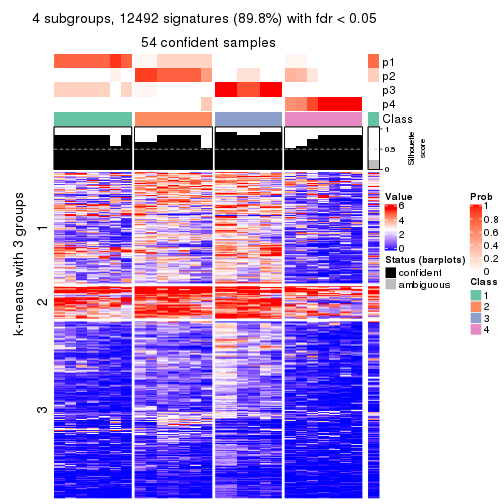 4 subgroups, 12492 signatures (89.8%) with fdr < 0.05
54 confident samples
p1
p2
p3
p4
Class
1
0.5
0
Silhouette
score
k-means with 3 groups
1
2
3
Value
6
4
2
0
Status (barplots)
confident
ambiguous
Prob
1
0.8
0.6
0.4
0.2
0
Class
1
2
3
4